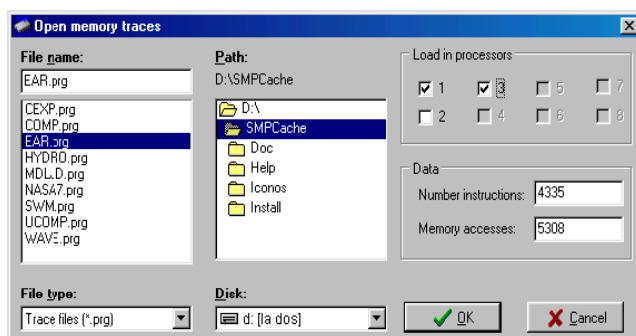 Open memory traces
File name:
EAR.prg
CEXP.prg
COMP.prg
EAR.prg
HYDRO.prg
MDLJD.prg
NASA7.prg
SWM.prg
UCOMP.prg
WAVE.prg
File type:
Trace files (*.prg)
Path:
D:\SMPCache
D:\
SMPCache
Doc
Help
Iconos
Install
Disk:
d: [la dos]
Load in processors
1 3 5 7
2 4 6 8
Data
Number instructions: 4335
Memory accesses: 5308
OK
Cancel